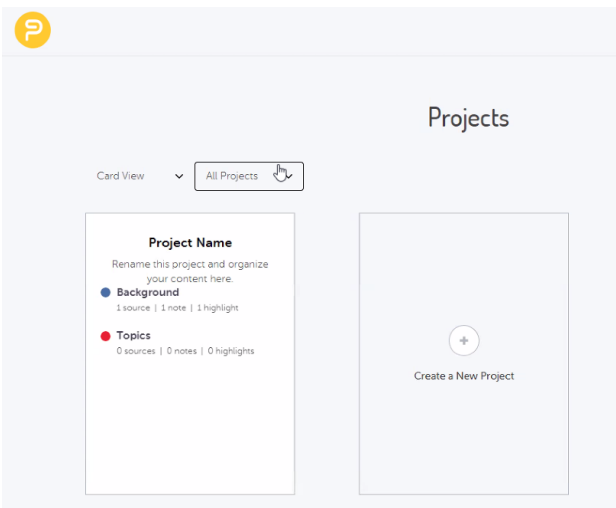 P
Projects
Card View
All Projects
Project Name
Rename this project and organize
your content here.
Background
1 source | 1 note | 1 highlight
Topics
0 sources | 0 notes | 0 highlights
+
Create a New Project